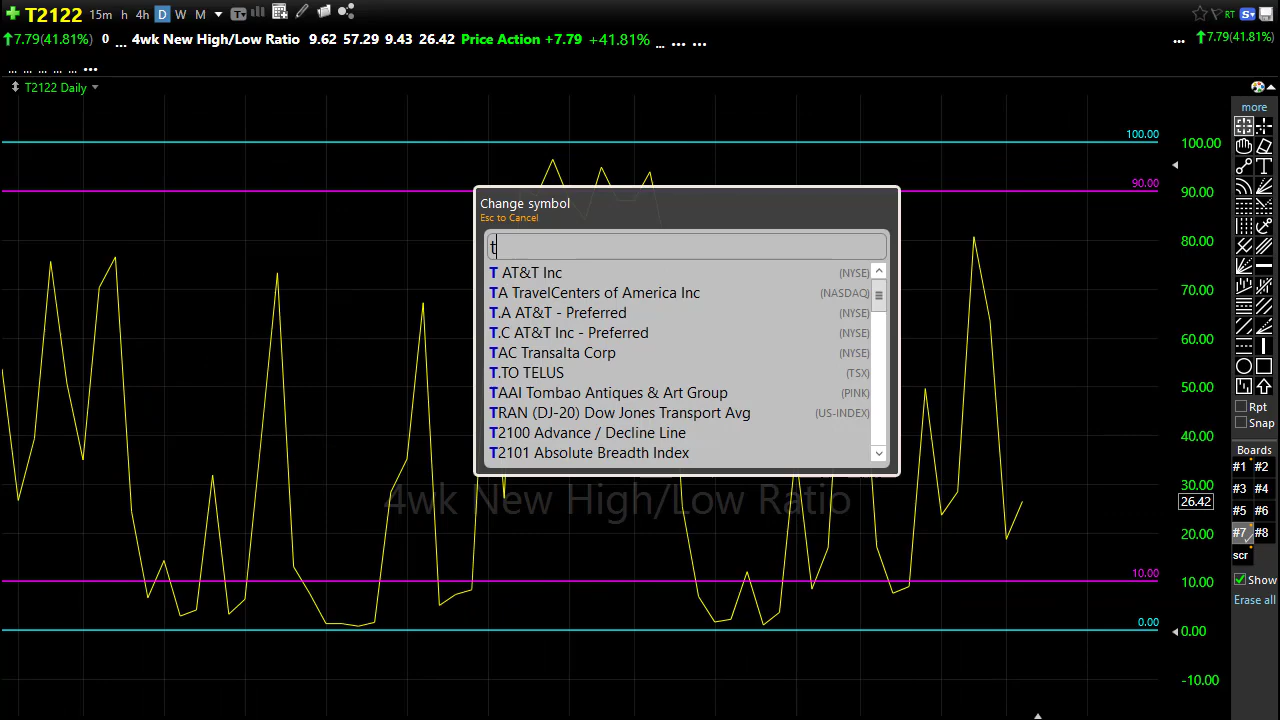 T2122 15m h 4h D W M T RT S
7.79(41.81%) 0 ... 4wk New High/Low Ratio 9.62 57.29 9.43 26.42 Price Action +7.79 +41.81% ... ... ... ... 7.79(41.81%)
... ... ... ... ... ...
T2122 Daily
more
100.00
100.00
90.00
90.00
80.00
70.00
60.00
50.00
40.00
30.00
26.42
20.00
10.00
10.00
0.00
0.00
-10.00
Change symbol
Esc to Cancel
t
T AT&T Inc (NYSE)
TA TravelCenters of America Inc (NASDAQ)
T.A AT&T - Preferred (NYSE)
T.C AT&T Inc - Preferred (NYSE)
TAC Transalta Corp (NYSE)
T.TO TELUS (TSX)
TAAI Tombao Antiques & Art Group (PINK)
TRAN (DJ-20) Dow Jones Transport Avg (US-INDEX)
T2100 Advance / Decline Line
T2101 Absolute Breadth Index
4wk New High/Low Ratio
T
Rpt
Snap
Boards
#1 #2
#3 #4
#5 #6
#7 #8
scr
Show
Erase all